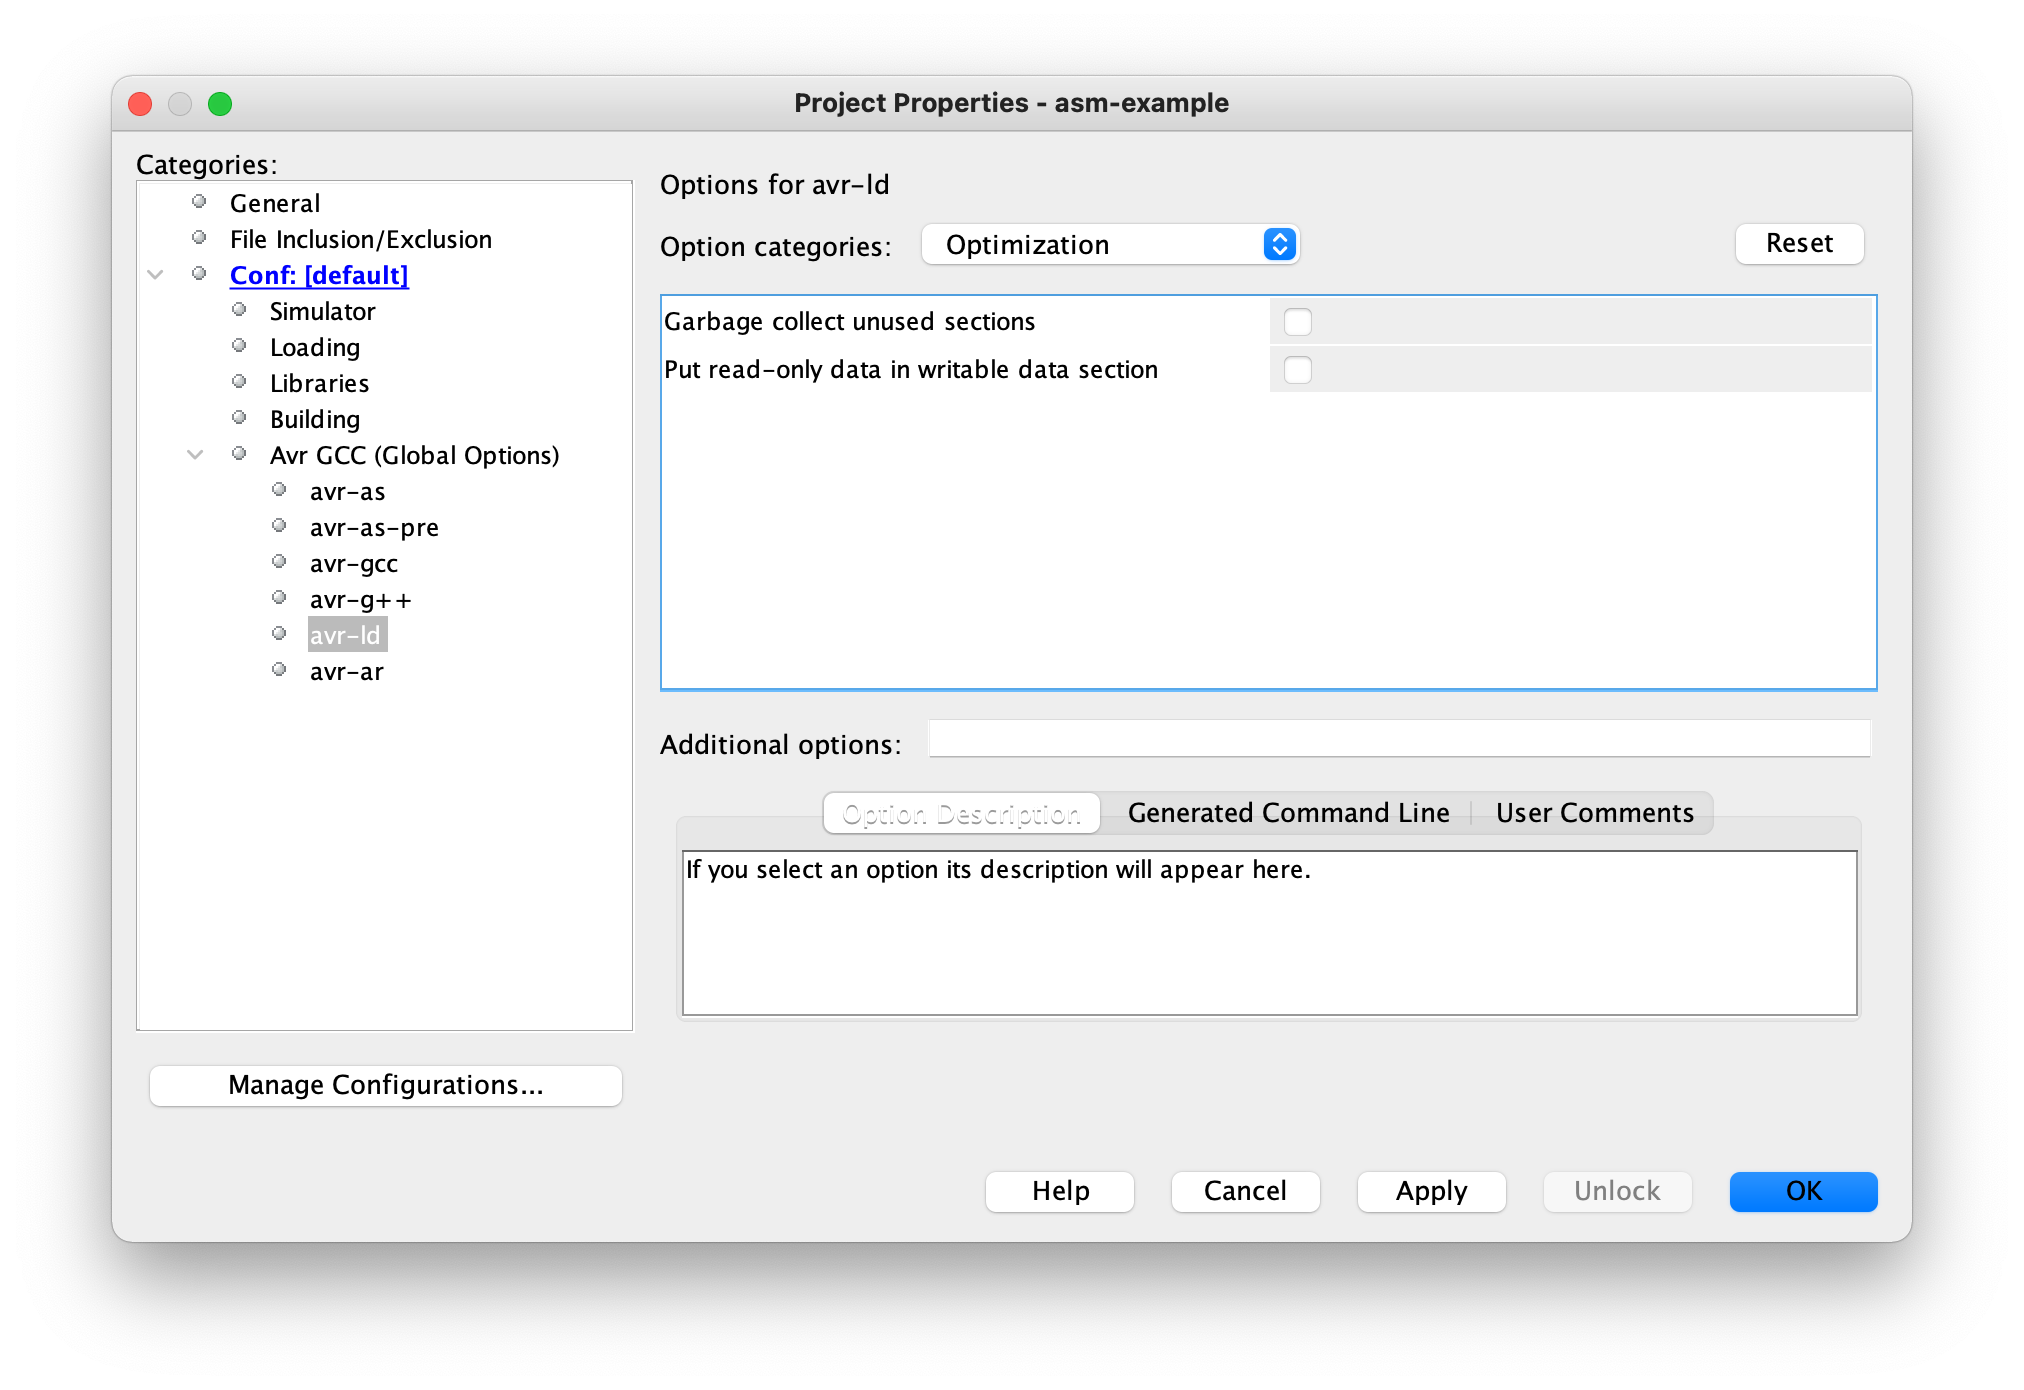 Project Properties - asm-example
Categories:
General
File Inclusion/Exclusion
Conf: [default]
Simulator
Loading
Libraries
Building
Avr GCC (Global Options)
avr-as
avr-as-pre
avr-gcc
avr-g++
avr-ld
avr-ar
Manage Configurations...
Options for avr-ld
Option categories: Optimization Reset
Garbage collect unused sections
Put read-only data in writable data section
Additional options:
Option Description Generated Command Line User Comments
If you select an option its description will appear here.
Help Cancel Apply Unlock OK